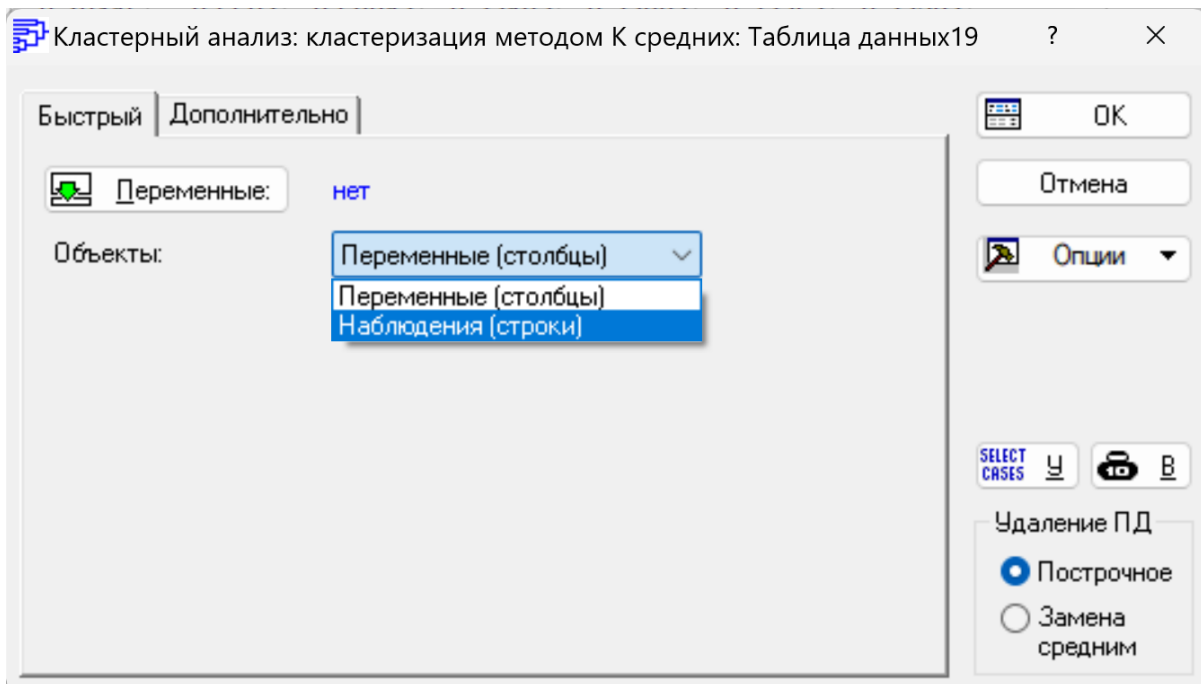 Кластерный анализ: кластеризация методом К средних: Таблица данных19 ?
Быстрый Дополнительно
OK
Отмена
Опции
Переменные: нет
Объекты: Переменные (столбцы)
Переменные (столбцы)
Наблюдения (строки)
SELECT
CASES У 10 В
Удаление ПД
Построчное
Замена
средним